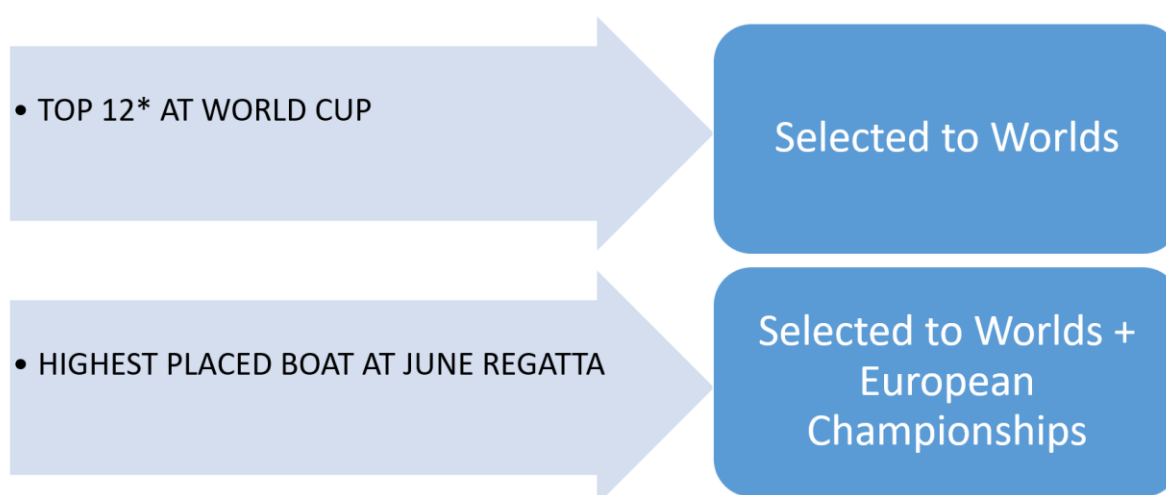 • TOP 12* AT WORLD CUP
Selected to Worlds
• HIGHEST PLACED BOAT AT JUNE REGATTA
Selected to Worlds +
European
Championships